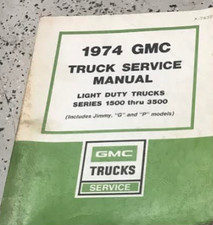 1974 GMC
TRUCK SERVICE
MANUAL
LIGHT DUTY TRUCKS
SERIES 1500 thru 3500
(Includes Jimmy, "G" and "P" models)
GMC
TRUCKS
SERVICE